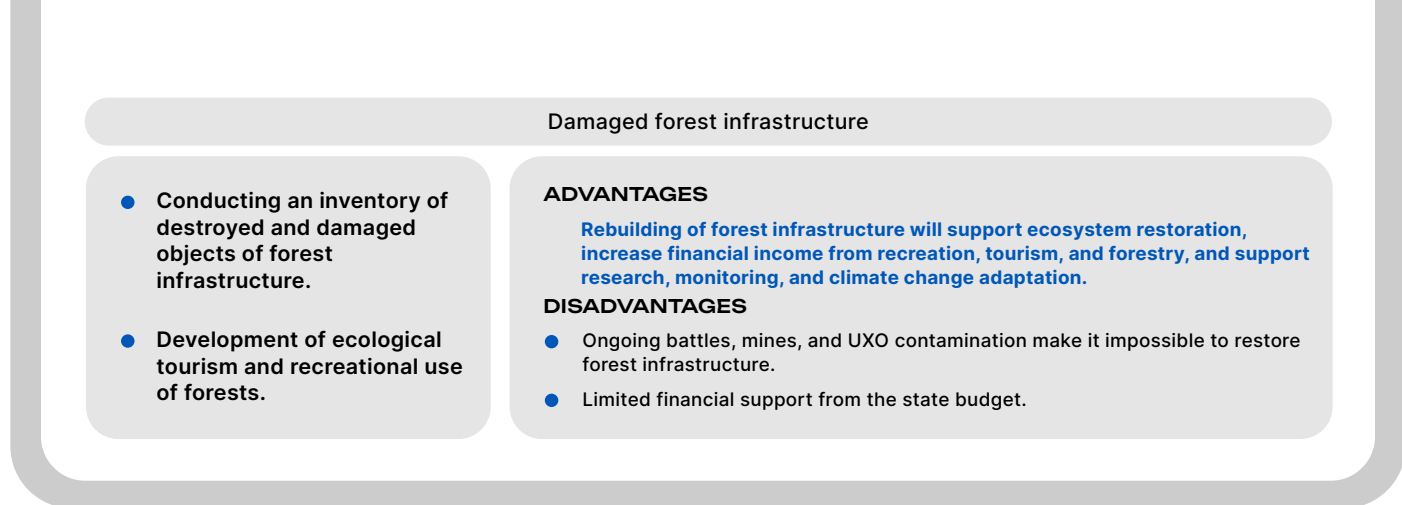 Damaged forest infrastructure
Conducting an inventory of
destroyed and damaged
objects of forest
infrastructure.
Development of ecological
tourism and recreational use
of forests.
ADVANTAGES
Rebuilding of forest infrastructure will support ecosystem restoration,
increase financial income from recreation, tourism, and forestry, and support
research, monitoring, and climate change adaptation.
DISADVANTAGES
Ongoing battles, mines, and UXO contamination make it impossible to restore
forest infrastructure.
Limited financial support from the state budget.